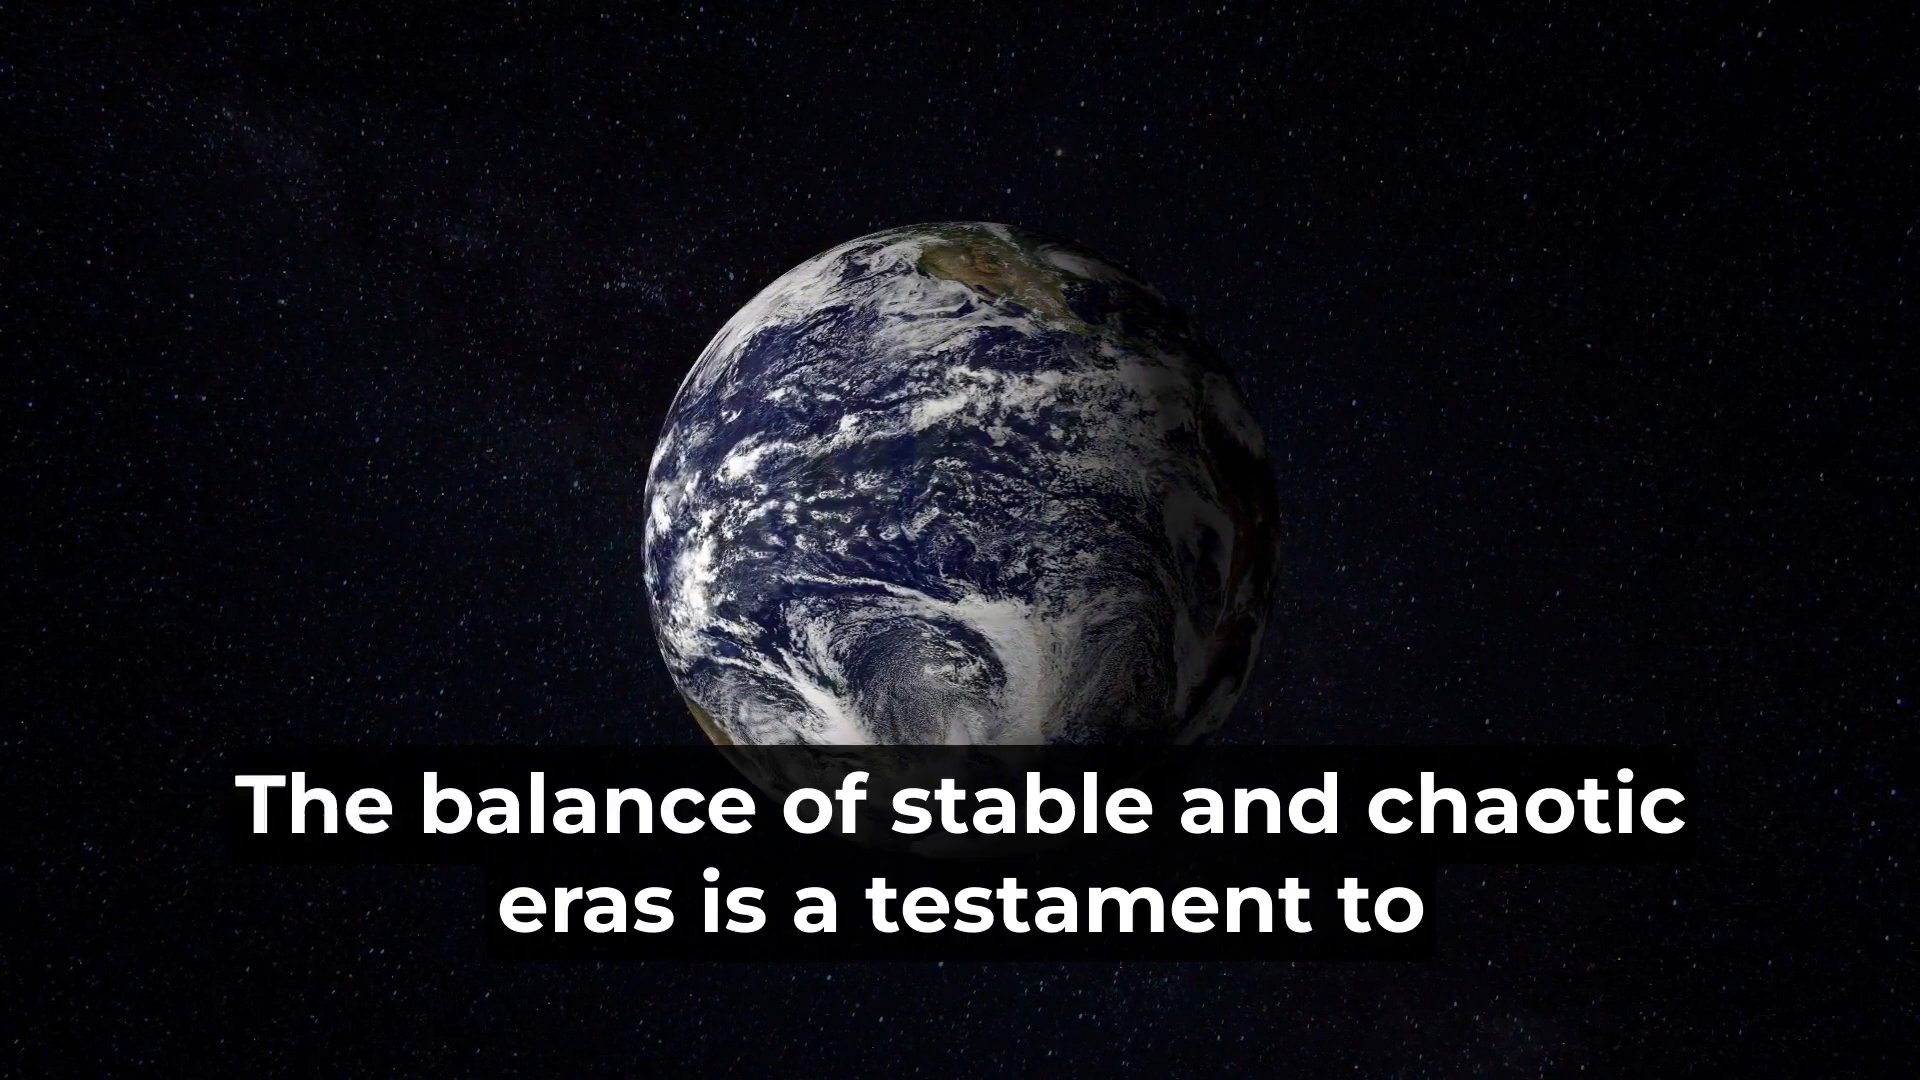 The balance of stable and chaotic
eras is a testament to